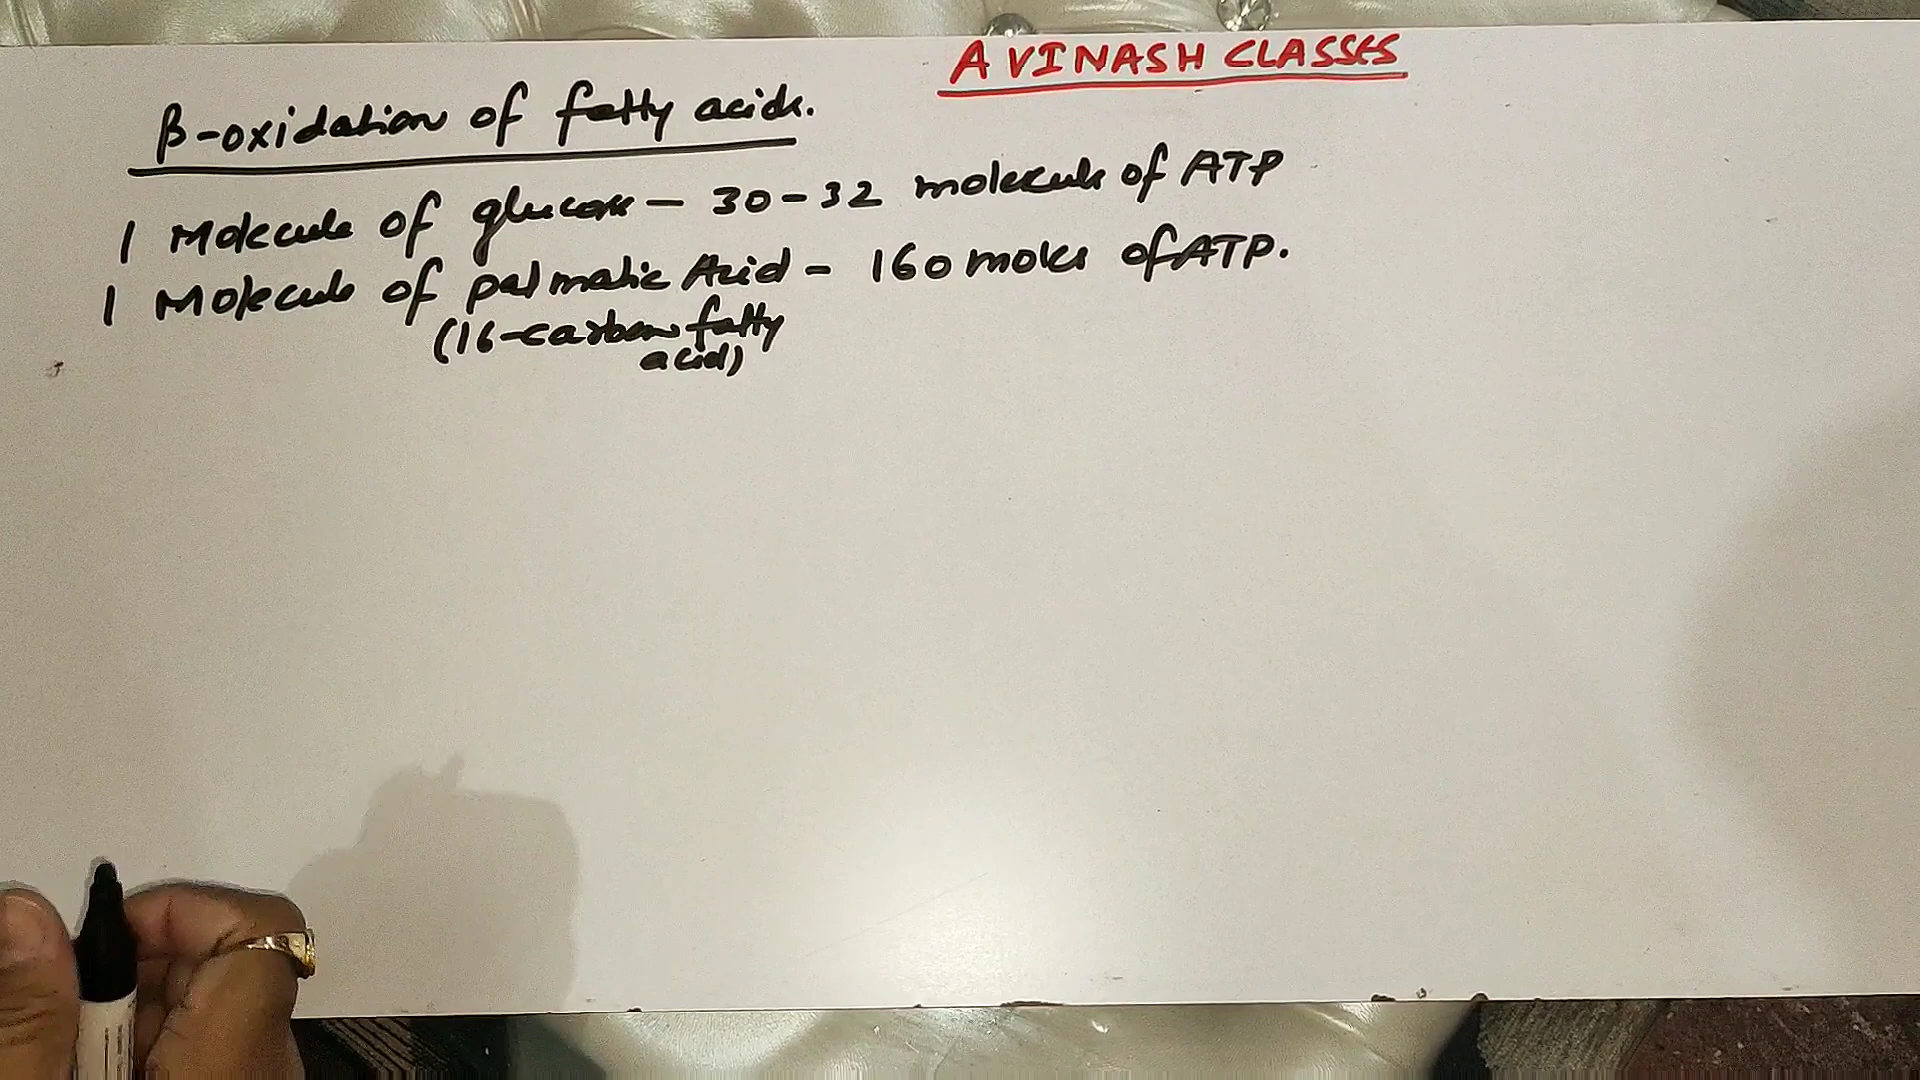 AVINASH CLASSES
β-oxidation of fatty acids.
1 Molecule of glucose - 30-32 molecule of ATP
1 Molecule of palmatic Acid - 160 moles of ATP.
(16-carbon fatty
acid)